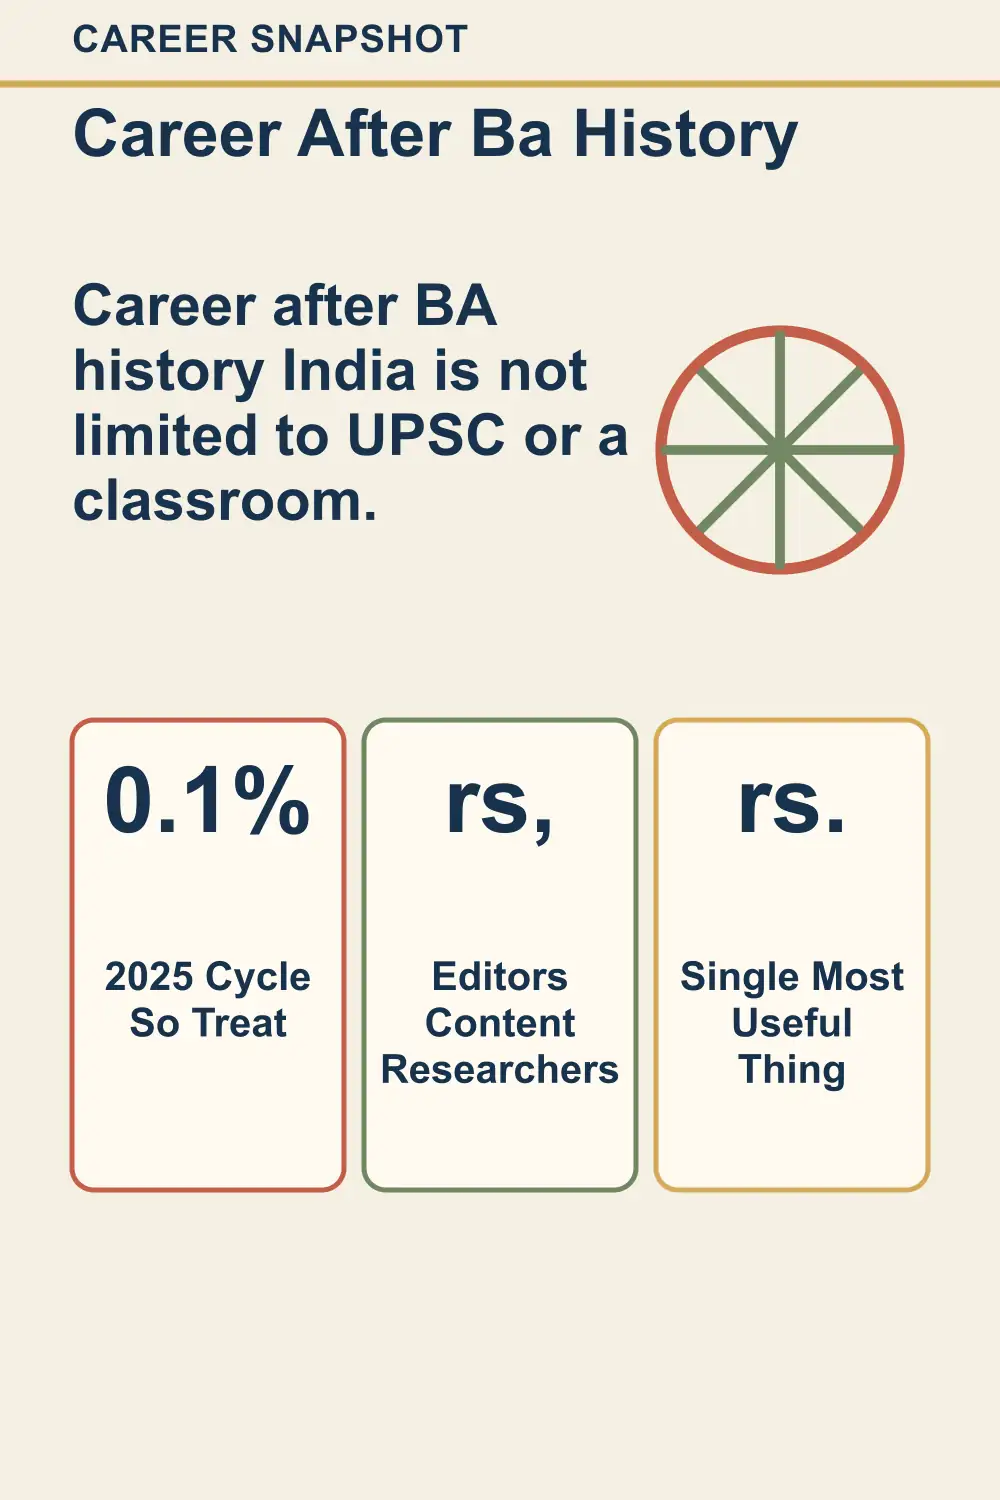 CAREER SNAPSHOT
Career After Ba History
Career after BA
history India is not
limited to UPSC or a
classroom.
0.1%
2025 Cycle
So Treat
rs,
Editors
Content
Researchers
rs.
Single Most
Useful
Thing